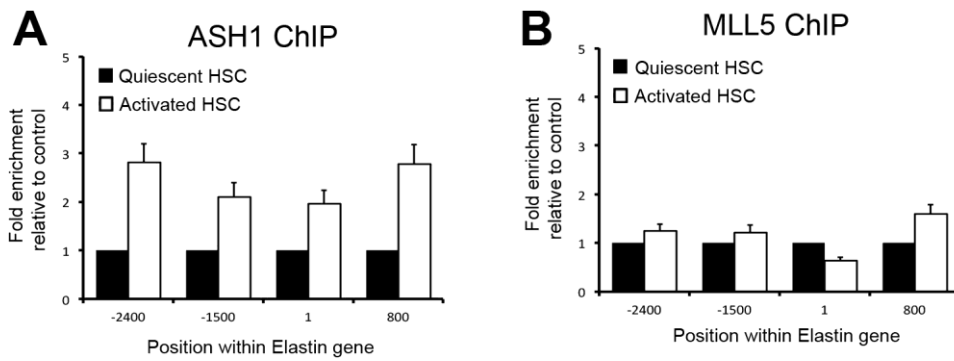 A
ASH1 ChIP
Quiescent HSC
Activated HSC
Fold enrichment
relative to control
5
4
3
2
1
0
-2400 -1500 1 800
Position within Elastin gene
B
MLL5 ChIP
Quiescent HSC
Activated HSC
Fold enrichment
relative to control
5
4
3
2
1
0
-2400 -1500 1 800
Position within Elastin gene